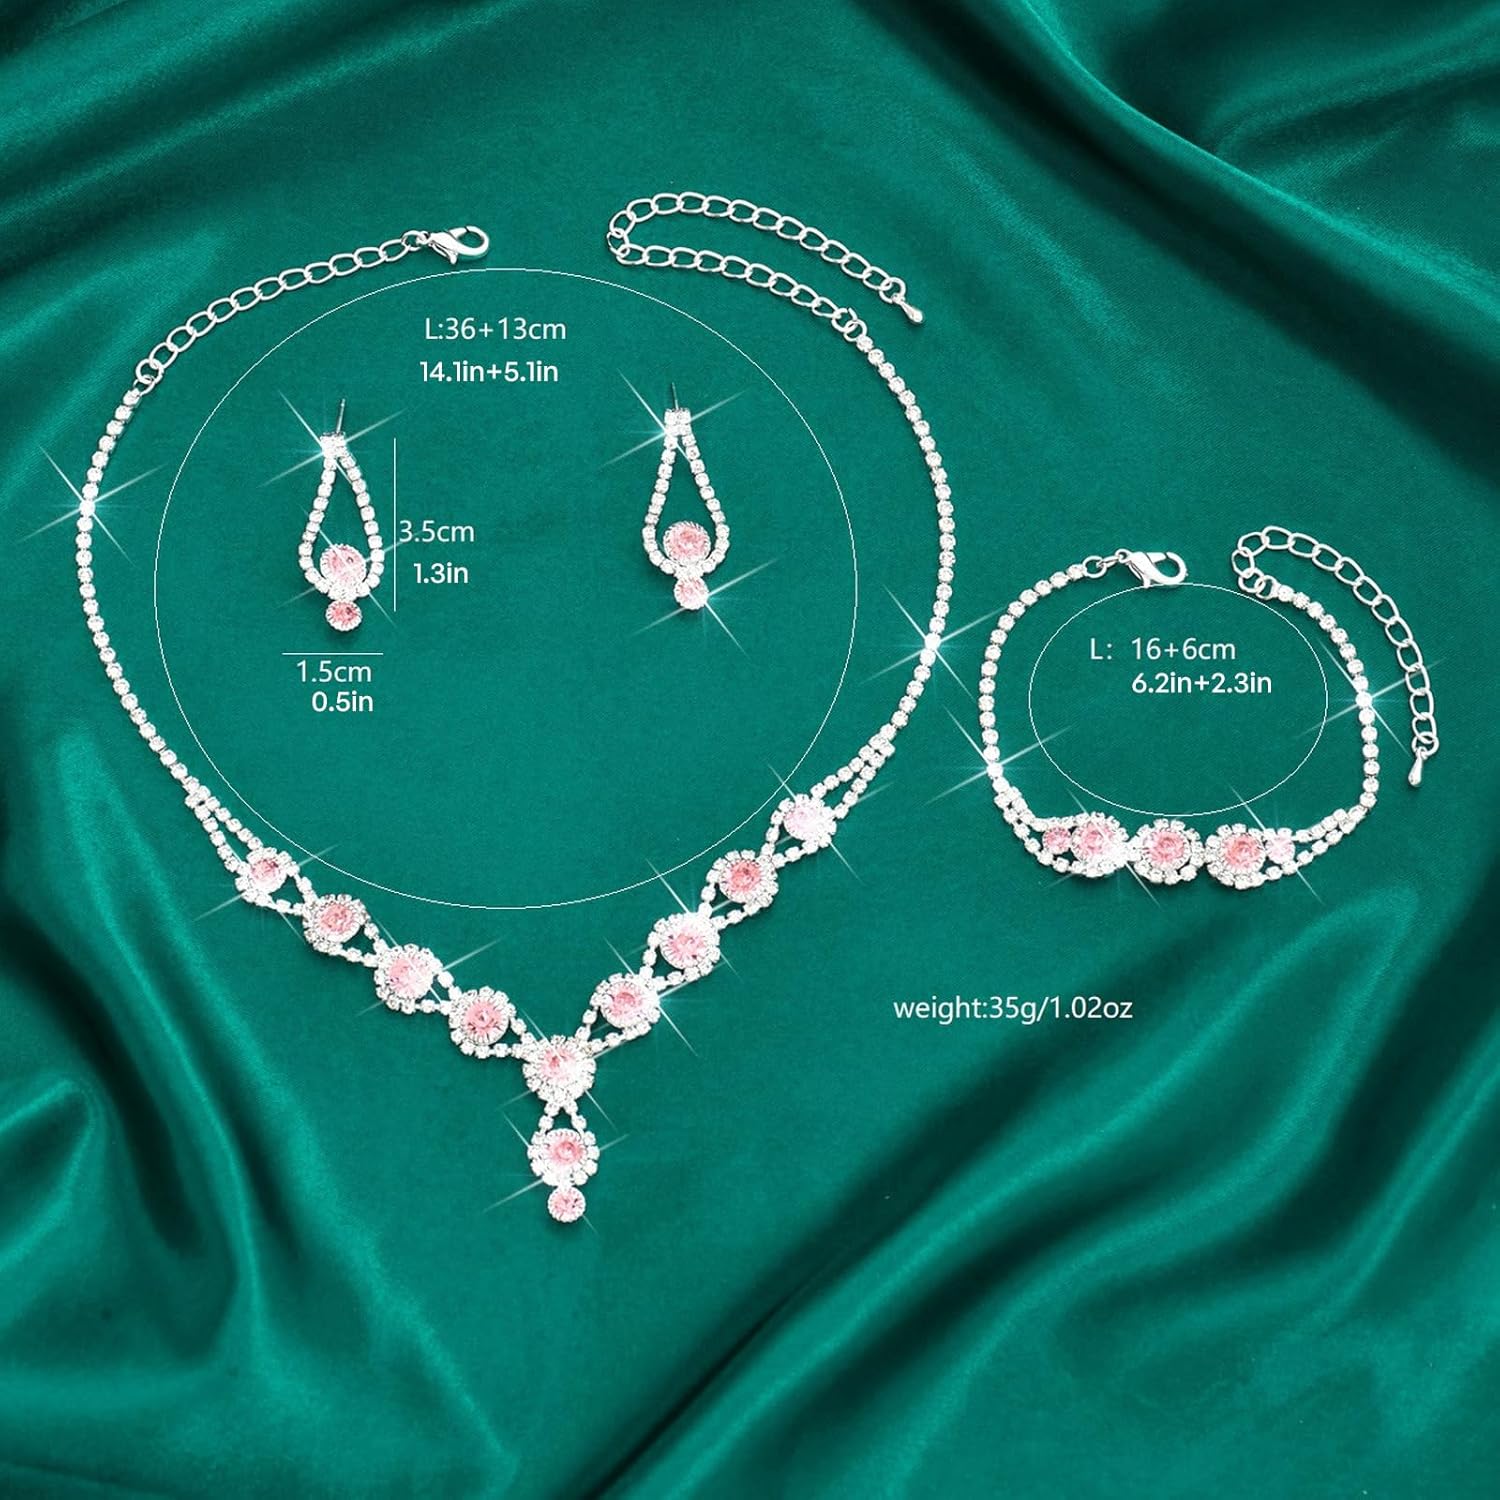 L:36+13cm
14.1in+5.1in
3.5cm
1.3in
1.5cm
0.5in
L: 16+6cm
6.2in+2.3in
weight:35g/1.02oz